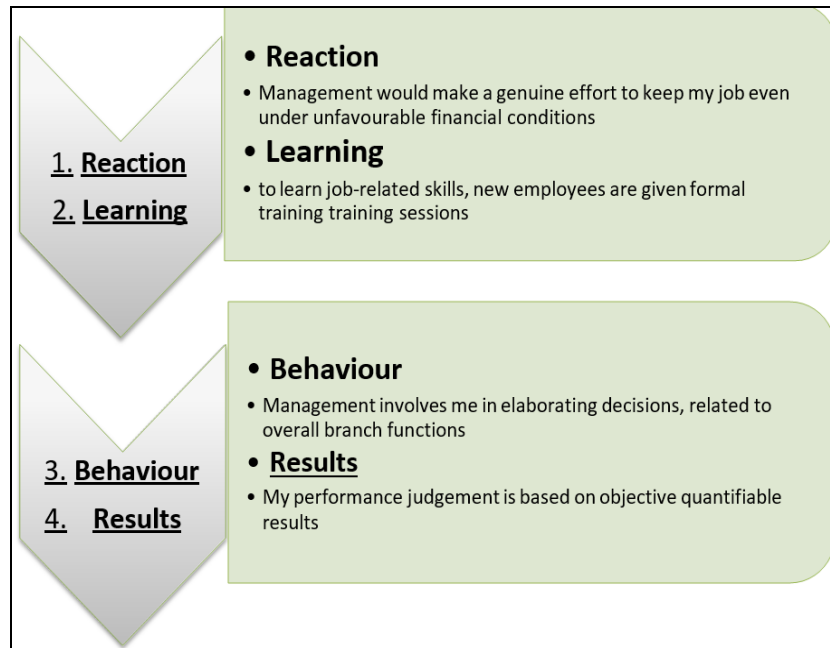 1. Reaction
2. Learning
• Reaction
• Management would make a genuine effort to keep my job even
under unfavourable financial conditions
• Learning
• to learn job-related skills, new employees are given formal
training training sessions
3. Behaviour
4. Results
• Behaviour
• Management involves me in elaborating decisions, related to
overall branch functions
• Results
• My performance judgement is based on objective quantifiable
results